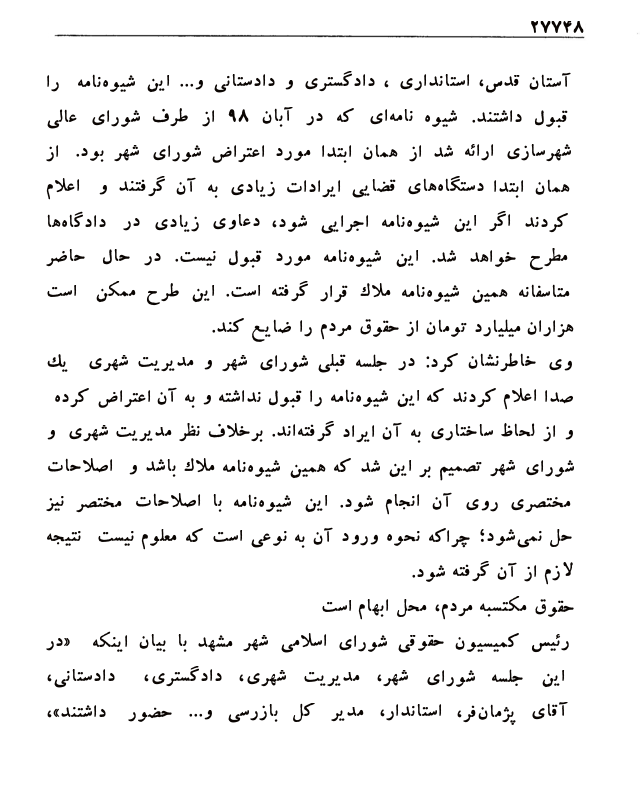 ۲۷۷۴۸
آستان قدس، استانداری ، دادگستری و دادستانی و... این شیوه‌نامه را
قبول داشتند. شیوه نامه‌ای که در آبان ۹۸ از طرف شورای عالی
شهرسازی ارائه شد از همان ابتدا مورد اعتراض شورای شهر بود. از
همان ابتدا دستگاه‌های قضایی ایرادات زیادی به آن گرفتند و اعلام
کردند اگر این شیوه‌نامه اجرایی شود، دعاوی زیادی در دادگاه‌ها
مطرح خواهد شد. این شیوه‌نامه مورد قبول نیست. در حال حاضر
متاسفانه همین شیوه‌نامه ملاك قرار گرفته است. این طرح ممکن است
هزاران میلیارد تومان از حقوق مردم را ضایع کند.
وی خاطرنشان کرد: در جلسه قبلی شورای شهر و مدیریت شهری يك
صدا اعلام کردند که این شیوه‌نامه را قبول نداشته و به آن اعتراض کرده
و از لحاظ ساختاری به آن ایراد گرفته‌اند. برخلاف نظر مدیریت شهری و
شورای شهر تصمیم بر این شد که همین شیوه‌نامه ملاك باشد و اصلاحات
مختصری روی آن انجام شود. این شیوه‌نامه با اصلاحات مختصر نیز
حل نمی‌شود؛ چراکه نحوه ورود آن به نوعی است که معلوم نیست نتیجه
لازم از آن گرفته شود.
حقوق مکتسبه مردم، محل ابهام است
رئیس کمیسیون حقوقی شورای اسلامی شهر مشهد با بیان اینکه «در
این جلسه شورای شهر، مدیریت شهری، دادگستری، دادستانی،
آقای پژمان‌فر، استاندار، مدیر کل بازرسی و... حضور داشتند»،